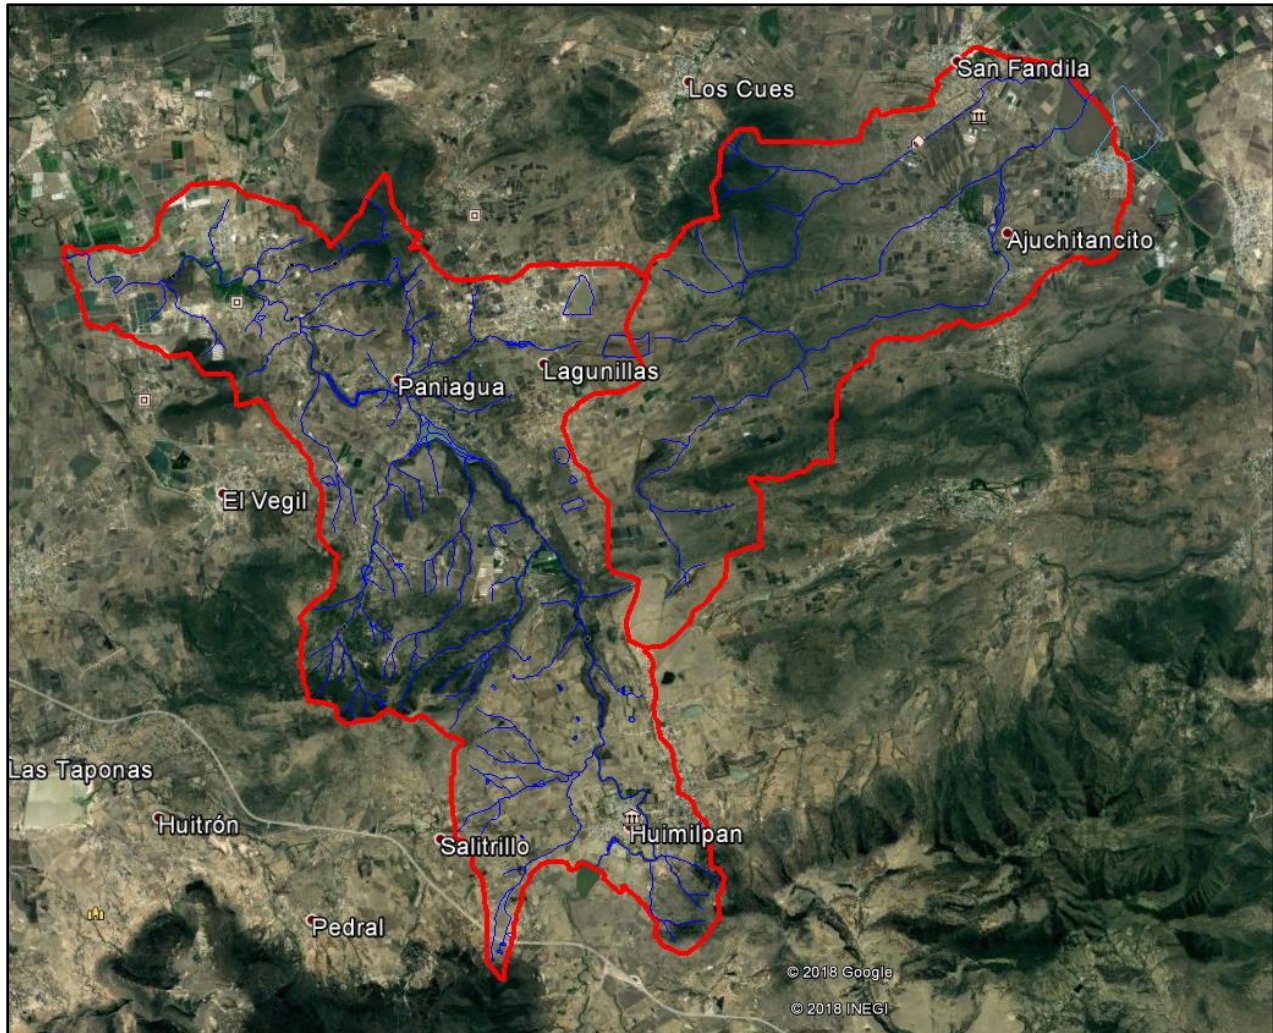 San Fandila
Los Cues
Ajuchitancito
Lagunillas
Paniagua
El Vegil
Las Taponas
Huitrón
Salitrillo
Huimilpan
Pedral
© 2018 Google
© 2018 INEGI